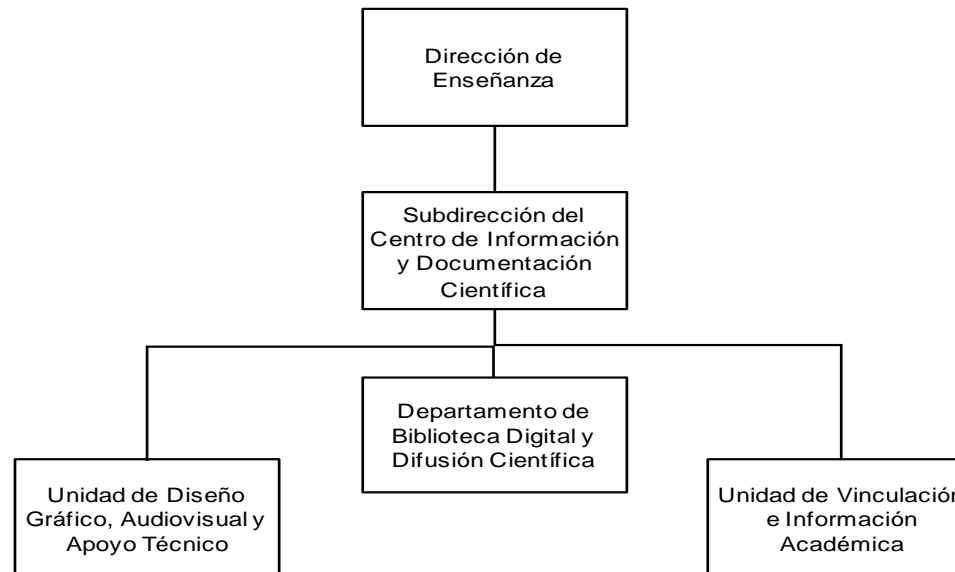 Dirección de
Enseñanza
Subdirección del
Centro de Información
y Documentación
Científica
Departamento de
Biblioteca Digital y
Difusión Científica
Unidad de Diseño
Gráfico, Audiovisual y
Apoyo Técnico
Unidad de Vinculación
e Información
Académica